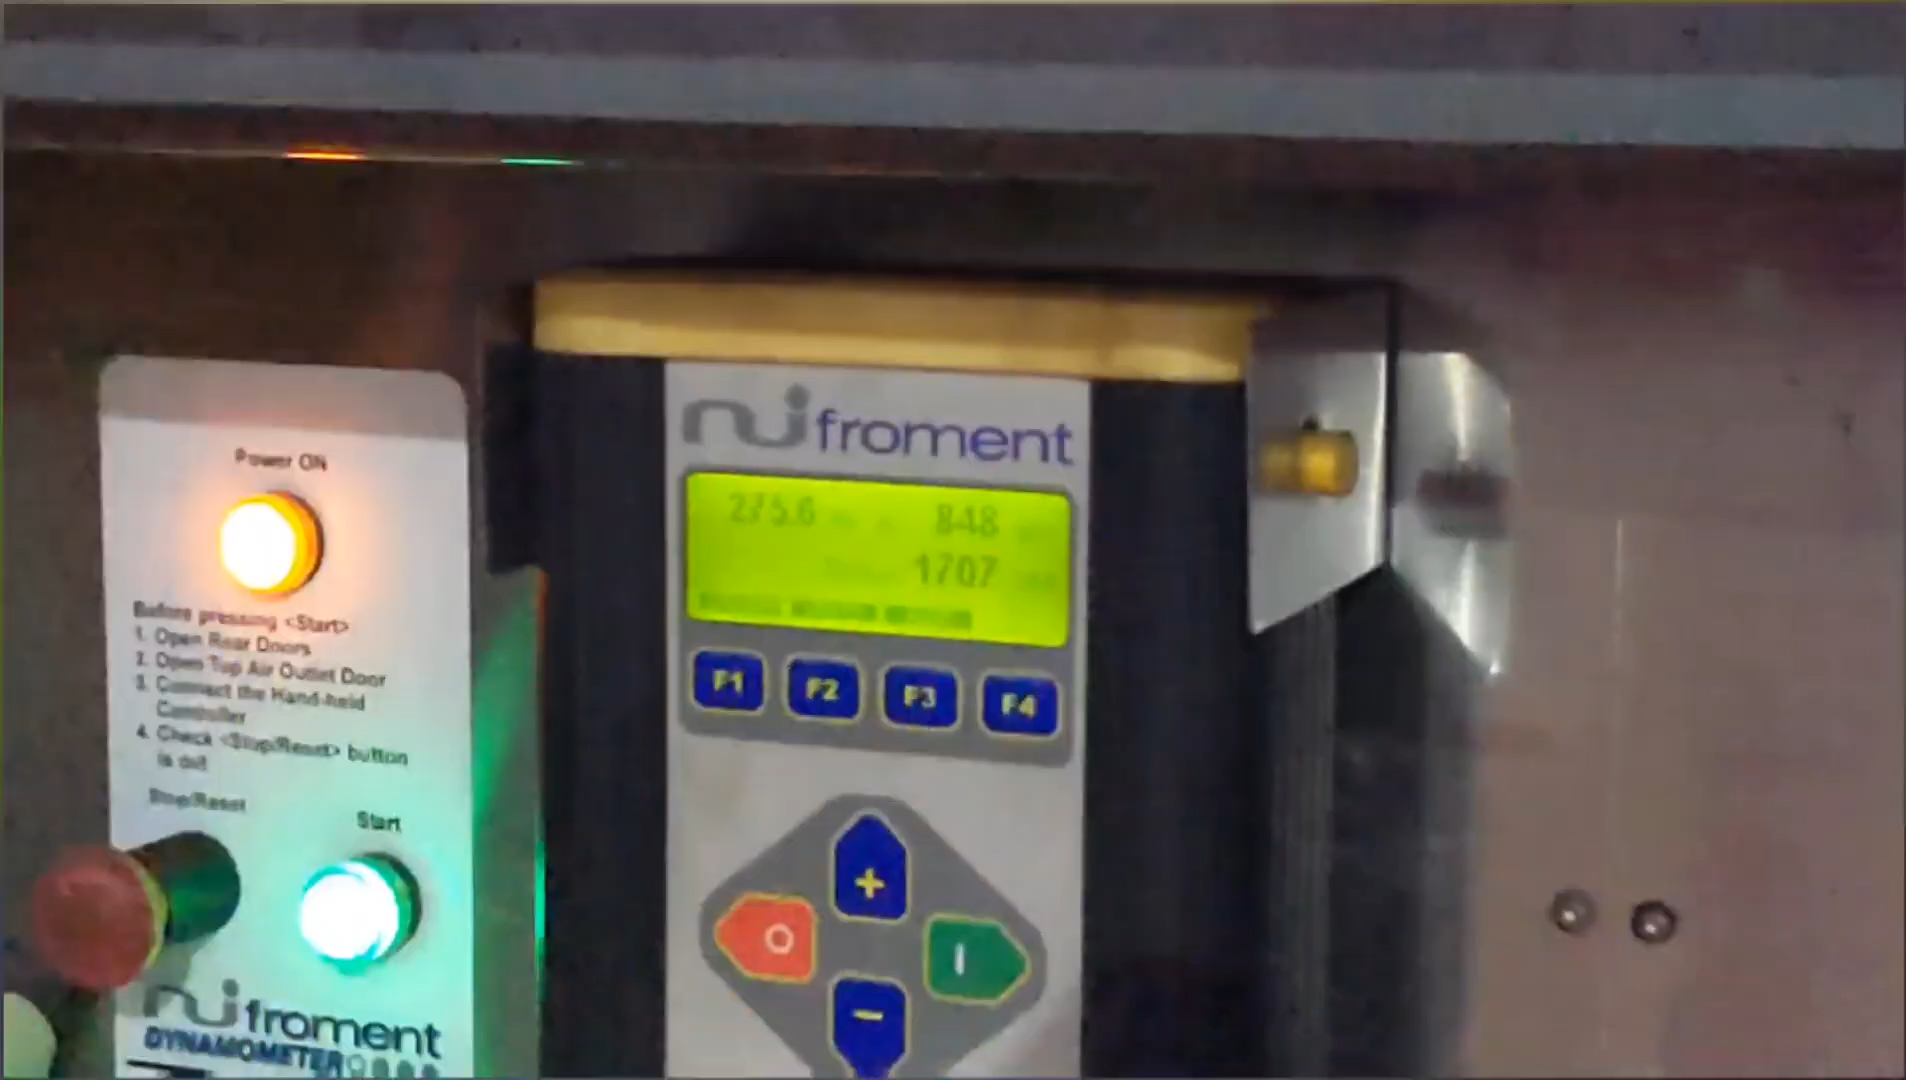 Power ON
Before pressing <Start>
1. Open Rear Doors
2. Open Top Air Outlet Door
3. Connect the Hand-held
Controller
4. Check <Stop/Reset> button
is out
Stop/Reset
Start
froment
DYNAMOMETER
froment
275.6 848
1707
F1 F2 F3 F4
+
O I
-